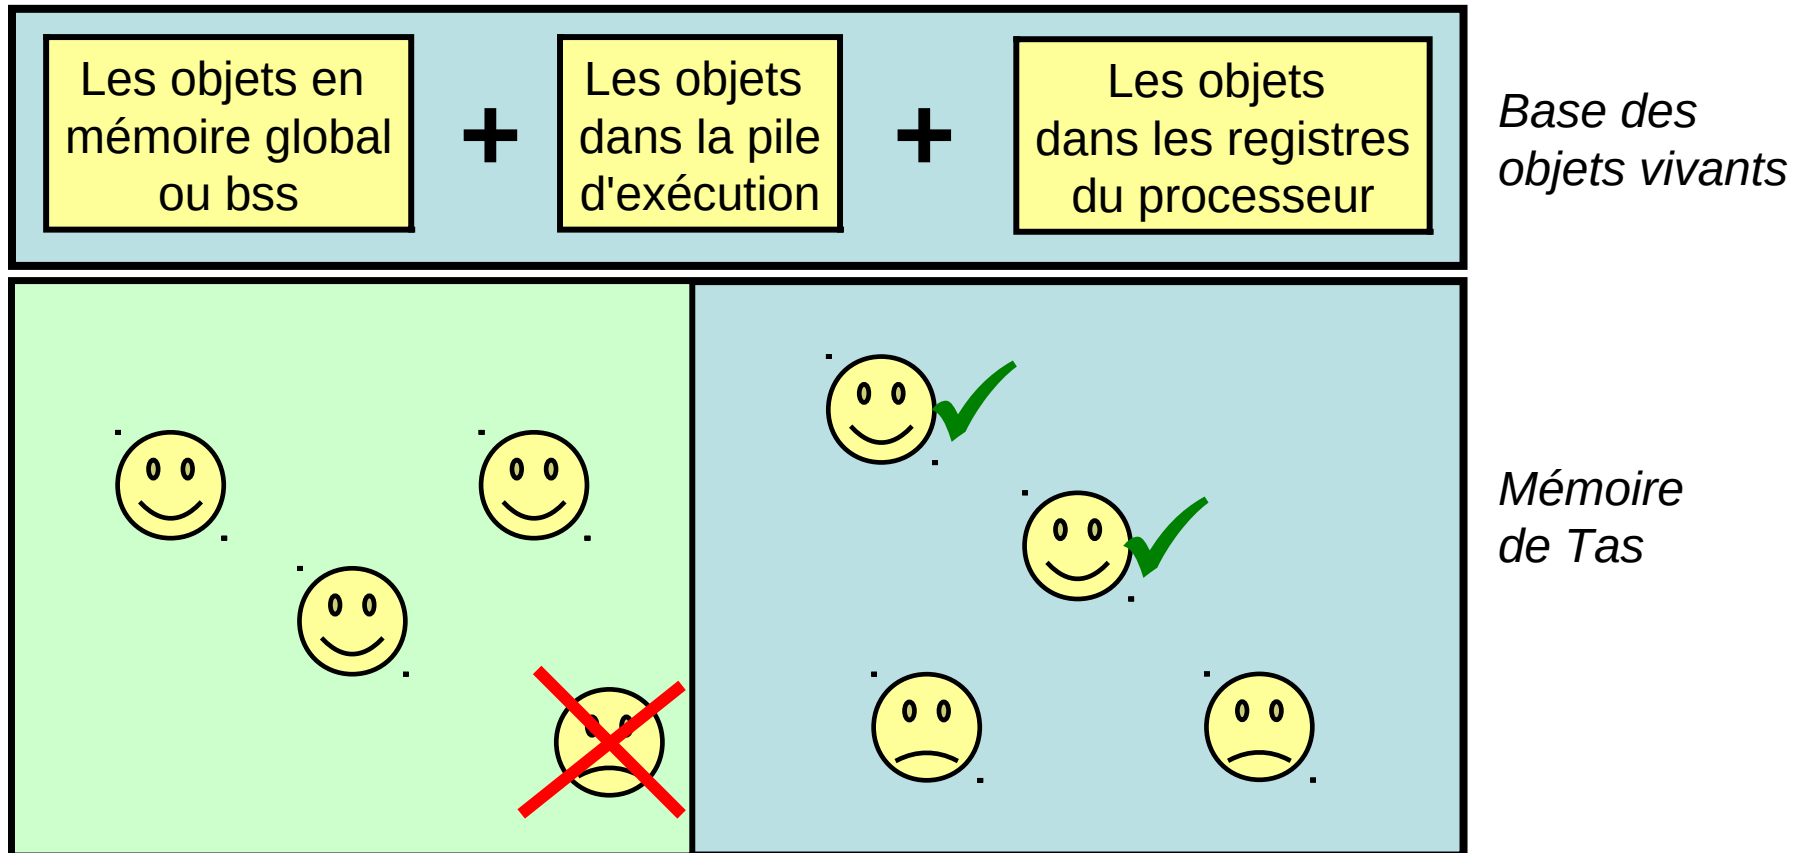 Les objets en
mémoire global
ou bss
+
Les objets
dans la pile
d'exécution
+
Les objets
dans les registres
du processeur
Base des
objets vivants
Mémoire
de Tas